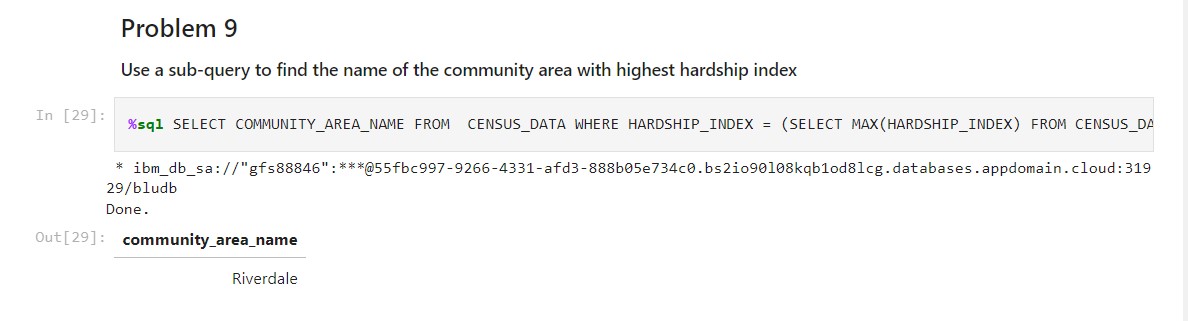 Problem 9
Use a sub-query to find the name of the community area with highest hardship index
In [29]:
%sql SELECT COMMUNITY_AREA_NAME FROM  CENSUS_DATA WHERE HARDSHIP_INDEX = (SELECT MAX(HARDSHIP_INDEX) FROM CENSUS_DA
* ibm_db_sa://"gfs88846":***@55fbc997-9266-4331-afd3-888b05e734c0.bs2io90l08kqb1od8lcg.databases.appdomain.cloud:319
29/bludb
Done.
Out[29]:
community_area_name
Riverdale